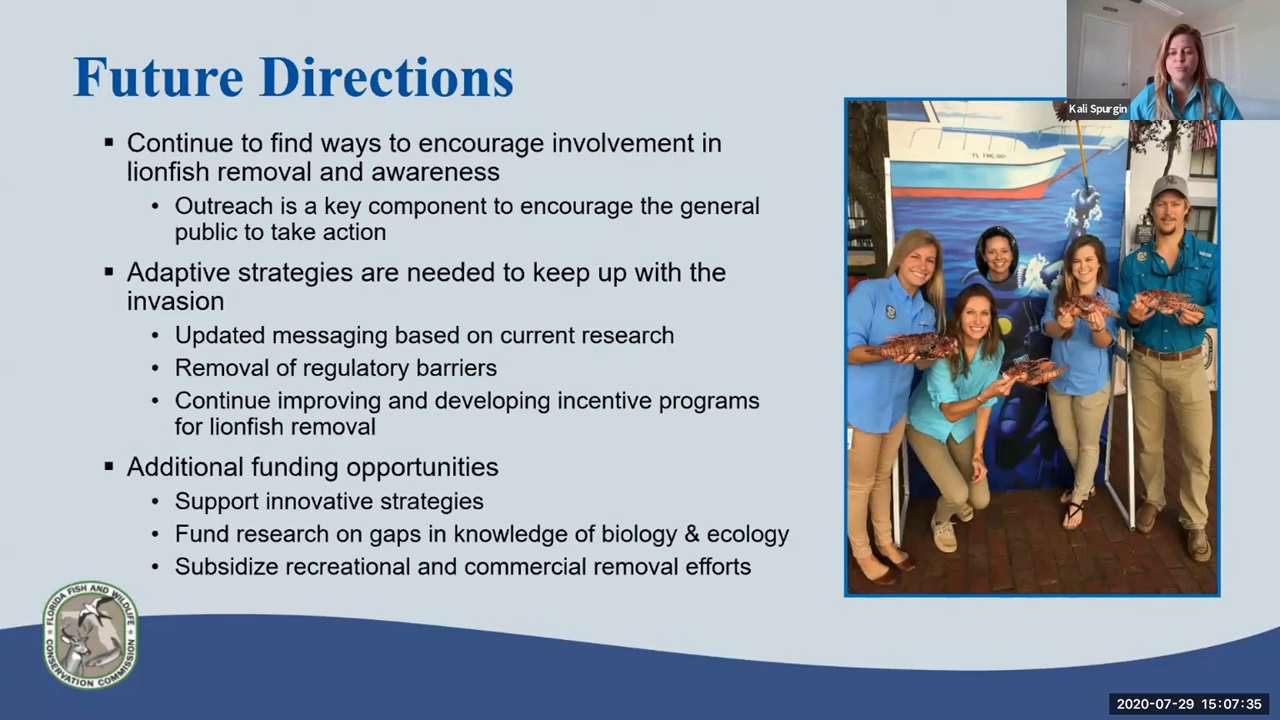 Future Directions
Kali Spurgin
▪ Continue to find ways to encourage involvement in
lionfish removal and awareness
• Outreach is a key component to encourage the general
public to take action
▪ Adaptive strategies are needed to keep up with the
invasion
• Updated messaging based on current research
• Removal of regulatory barriers
• Continue improving and developing incentive programs
for lionfish removal
▪ Additional funding opportunities
• Support innovative strategies
• Fund research on gaps in knowledge of biology & ecology
• Subsidize recreational and commercial removal efforts
FLORIDA FISH AND WILDLIFE
CONSERVATION COMMISSION
2020-07-29 15:07:35